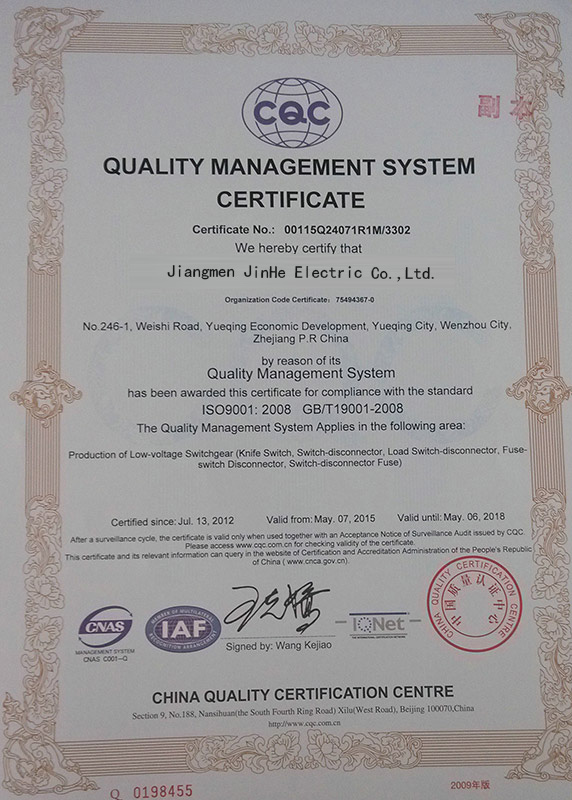 副本
CQC
QUALITY MANAGEMENT SYSTEM
CERTIFICATE
Certificate No.: 00115Q24071R1M/3302
We hereby certify that
Jiangmen JinHe Electric Co.,Ltd.
Organization Code Certificate: 75494367-0
No.246-1, Weishi Road, Yueqing Economic Development, Yueqing City, Wenzhou City,
Zhejiang P.R China
by reason of its
Quality Management System
has been awarded this certificate for compliance with the standard
ISO9001: 2008 GB/T19001-2008
The Quality Management System Applies in the following area:
Production of Low-voltage Switchgear (Knife Switch, Switch-disconnector, Load Switch-disconnector, Fuse-
switch Disconnector, Switch-disconnector Fuse)
Certified since: Jul. 13, 2012 Valid from: May. 07, 2015 Valid until: May. 06, 2018
After a surveillance cycle, the certificate is valid only when used together with an Acceptance Notice of Surveillance Audit issued by CQC.
Please access www.cqc.com.cn for checking validity of the certificate.
This certificate and its relevant information can query in the website of Certification and Accreditation Administration of the People's Republic
of China ( www.cnca.gov.cn).
CNAS
MANAGEMENT SYSTEM
CNAS C001-Q
MEMBER OF MULTILATERAL
IAF
RECOGNITION ARRANGEMENT
Signed by: Wang Kejiao
IQNet
CHINA QUALITY CERTIFICATION CENTRE
中国质量认证中心
CHINA QUALITY CERTIFICATION CENTRE
Section 9, No.188, Nansihuan(the South Fourth Ring Road) Xilu(West Road), Beijing 100070,China
http://www.cqc.com.cn
Q 0198455
2009年版